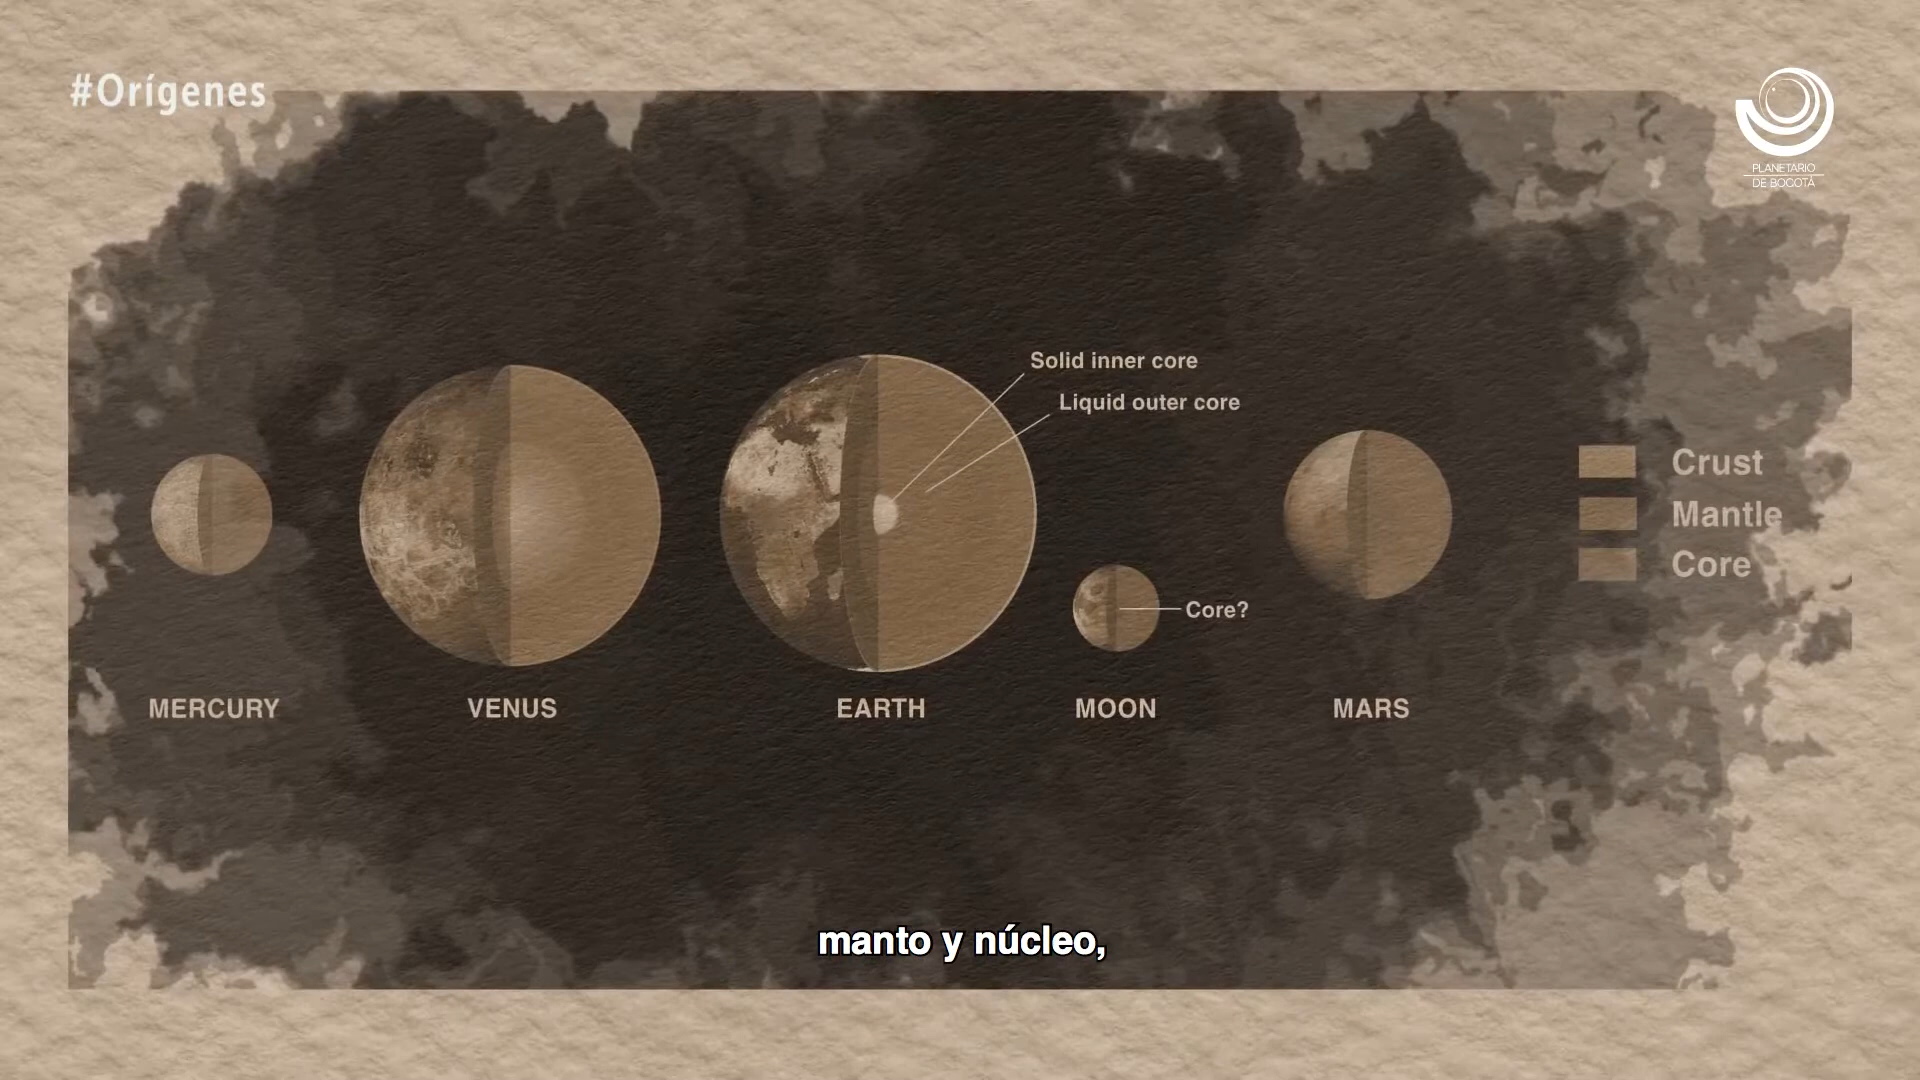 #Orígenes
PLANETARIO
DE BOGOTÁ
Solid inner core
Liquid outer core
Core?
Crust
Mantle
Core
MERCURY
VENUS
EARTH
MOON
MARS
manto y núcleo,